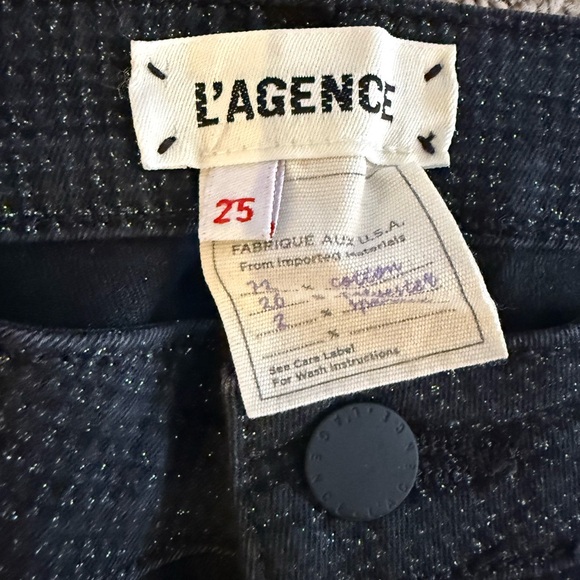 L'AGENCE
25
FABRIQUE AUX U.S.A.
From Imported Materials
72 % cotton
26 % polyester
2 %
%
See Care Label
For Wash Instructions